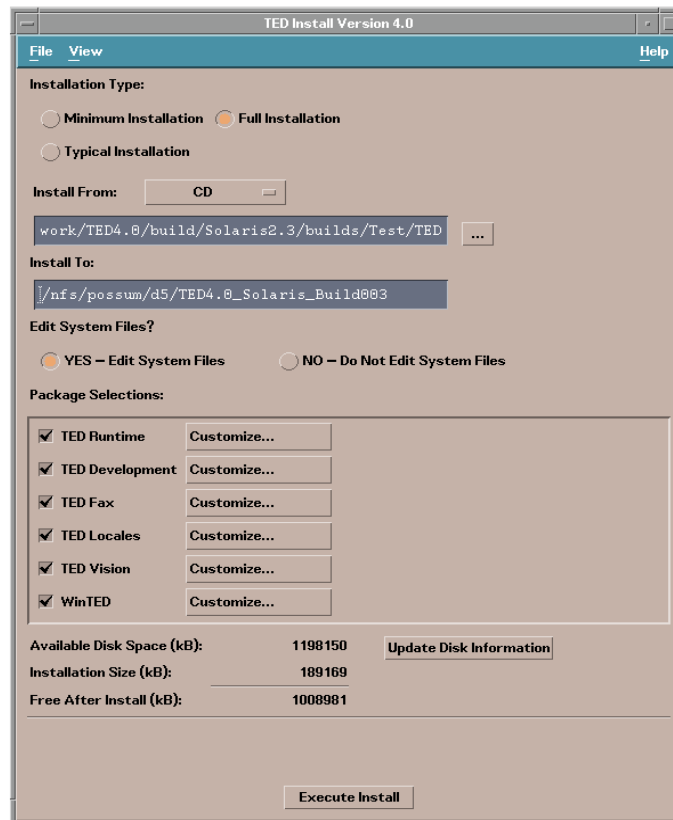 TED Install Version 4.0
File View Help
Installation Type:
Minimum Installation Full Installation
Typical Installation
Install From: CD
work/TED4.0/build/Solaris2.3/builds/Test/TED ...
Install To:
/nfs/possum/d5/TED4.0_Solaris_Build003
Edit System Files?
YES – Edit System Files NO – Do Not Edit System Files
Package Selections:
TED Runtime Customize...
TED Development Customize...
TED Fax Customize...
TED Locales Customize...
TED Vision Customize...
WinTED Customize...
Available Disk Space (kB): 1198150 Update Disk Information
Installation Size (kB): 189169
Free After Install (kB): 1008981
Execute Install